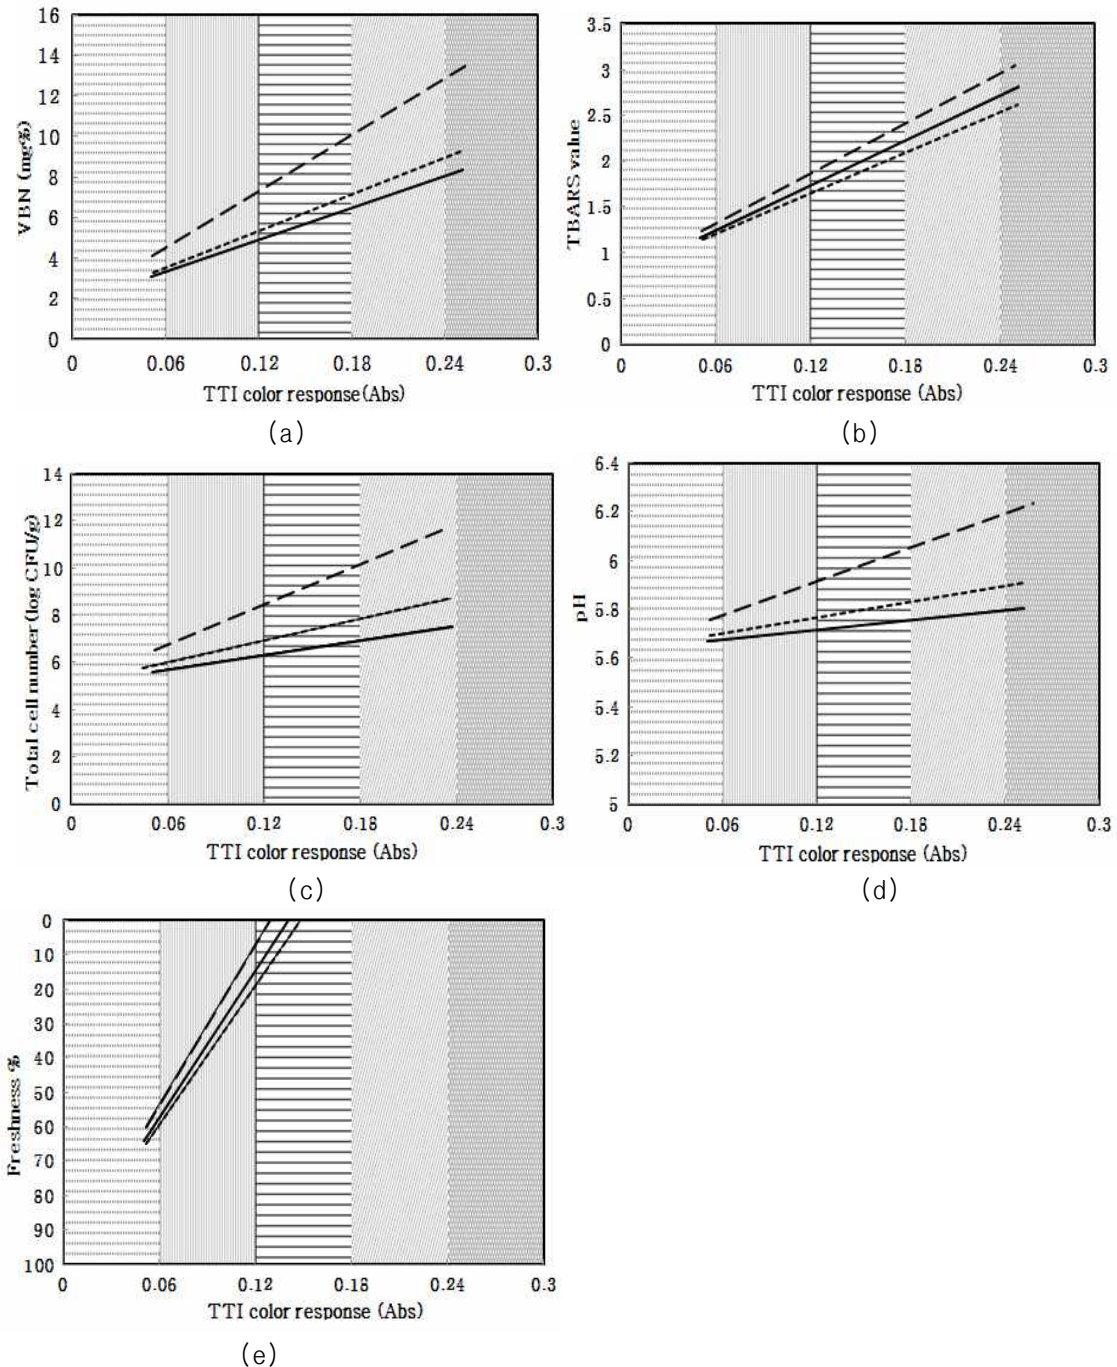 16
14
12
10
8
6
4
2
0
VBN (mg%)
0 0.06 0.12 0.18 0.24 0.3
TTI color response(Abs)
(a)
3.5
3
2.5
2
1.5
1
0.5
0
TBARS value
0 0.06 0.12 0.18 0.24 0.3
TTI color response (Abs)
(b)
14
12
10
8
6
4
2
0
Total cell number (log CFU/g)
0 0.06 0.12 0.18 0.24 0.3
TTI color response (Abs)
(c)
6.4
6.2
6
5.8
5.6
5.4
5.2
5
pH
0 0.06 0.12 0.18 0.24 0.3
TTI color response (Abs)
(d)
0
10
20
30
40
50
60
70
80
90
100
Freshness %
0 0.06 0.12 0.18 0.24 0.3
TTI color response (Abs)
(e)